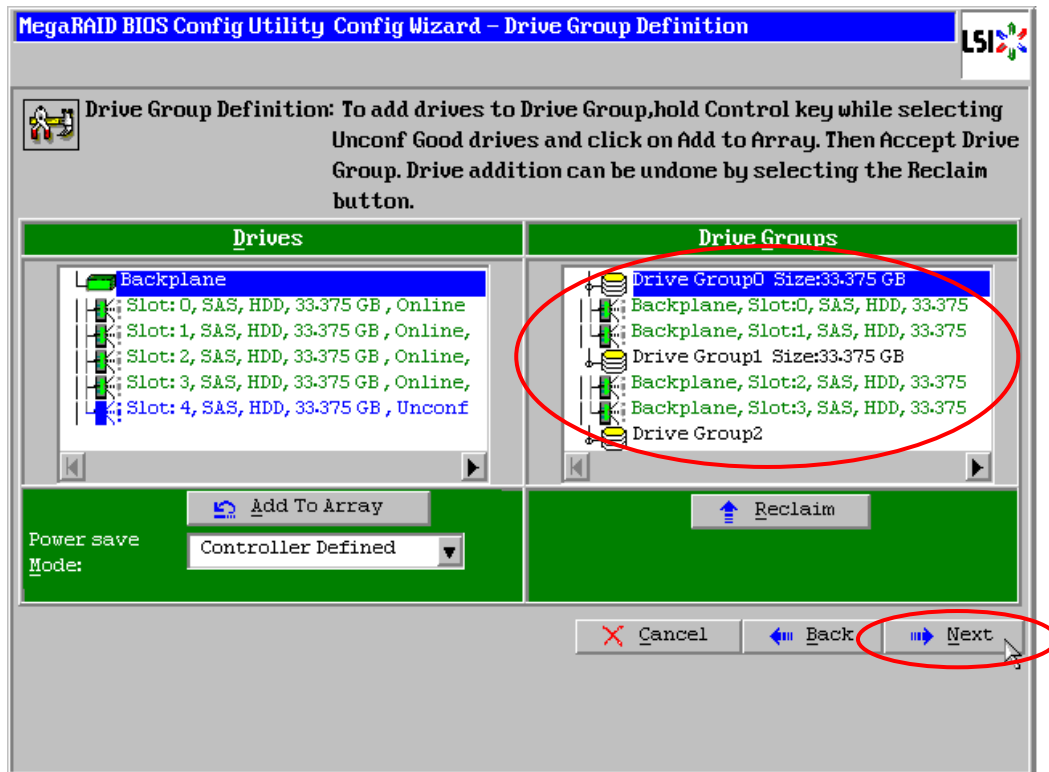 MegaRAID BIOS Config Utility Config Wizard – Drive Group Definition
LSI
Drive Group Definition: To add drives to Drive Group,hold Control key while selecting
Unconf Good drives and click on Add to Array. Then Accept Drive
Group. Drive addition can be undone by selecting the Reclaim
button.
Drives
Backplane
Slot: 0, SAS, HDD, 33.375 GB , Online
Slot: 1, SAS, HDD, 33.375 GB , Online,
Slot: 2, SAS, HDD, 33.375 GB , Online,
Slot: 3, SAS, HDD, 33.375 GB , Online,
Slot: 4, SAS, HDD, 33.375 GB , Unconf
Add To Array
Power save
Mode:
Controller Defined
Drive Groups
Drive Group0 Size:33.375 GB
Backplane, Slot:0, SAS, HDD, 33.375
Backplane, Slot:1, SAS, HDD, 33.375
Drive Group1 Size:33.375 GB
Backplane, Slot:2, SAS, HDD, 33.375
Backplane, Slot:3, SAS, HDD, 33.375
Drive Group2
Reclaim
Cancel
Back
Next